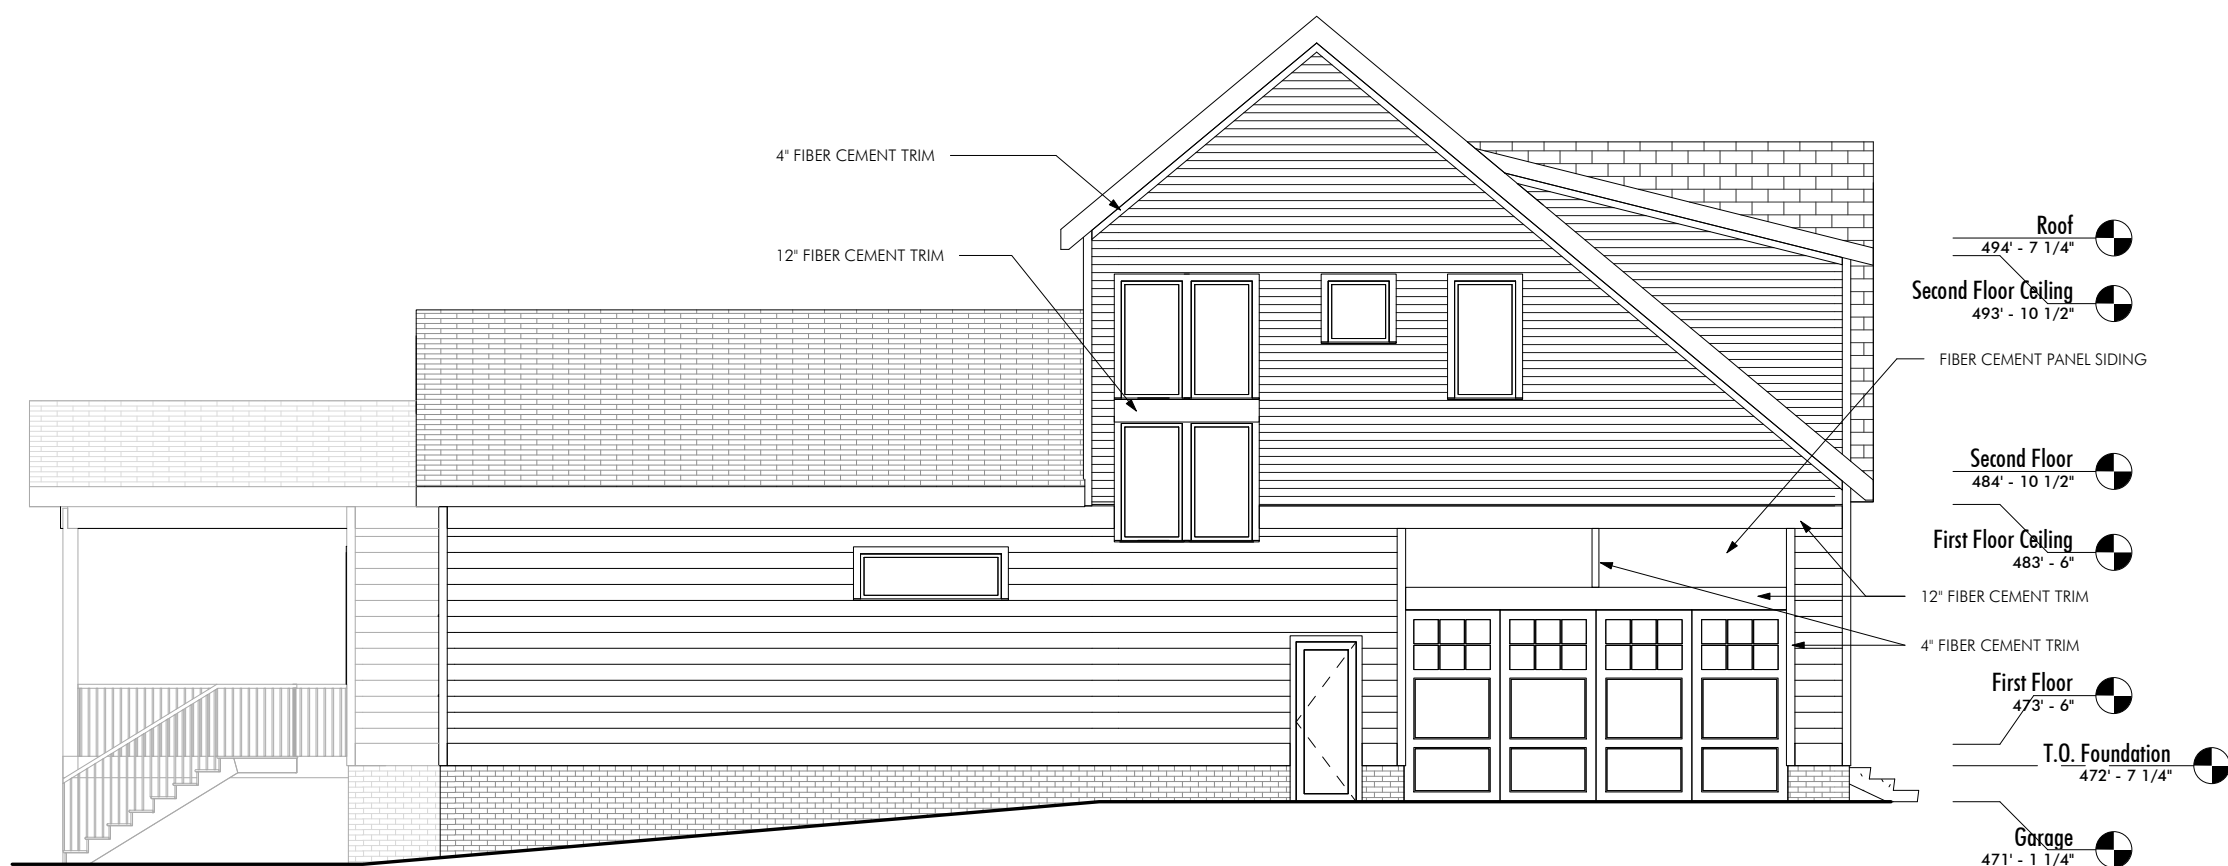 4" FIBER CEMENT TRIM
12" FIBER CEMENT TRIM
Roof
494' - 7 1/4"
Second Floor Ceiling
493' - 10 1/2"
FIBER CEMENT PANEL SIDING
Second Floor
484' - 10 1/2"
First Floor Ceiling
483' - 6"
12" FIBER CEMENT TRIM
4" FIBER CEMENT TRIM
First Floor
473' - 6"
T.O. Foundation
472' - 7 1/4"
Garage
471' - 1 1/4"